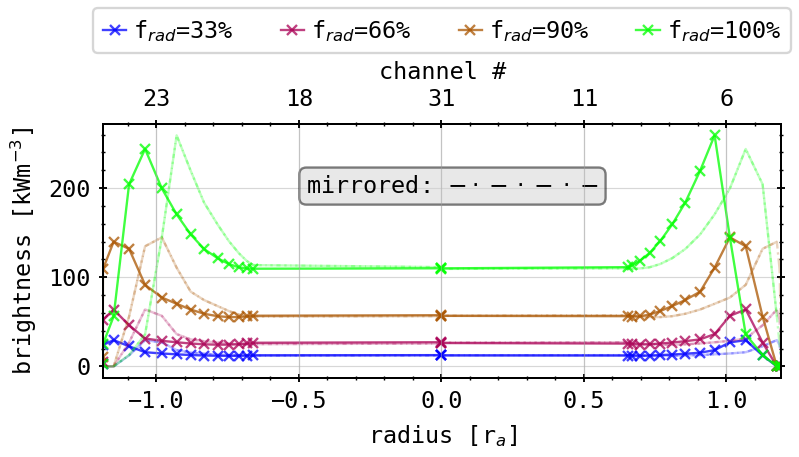 f_rad=33% f_rad=66% f_rad=90% f_rad=100%
channel #
23 18 31 11 6
brightness [kWm⁻³]
200
100
0
mirrored: — · — · — · —
−1.0 −0.5 0.0 0.5 1.0
radius [r_a]